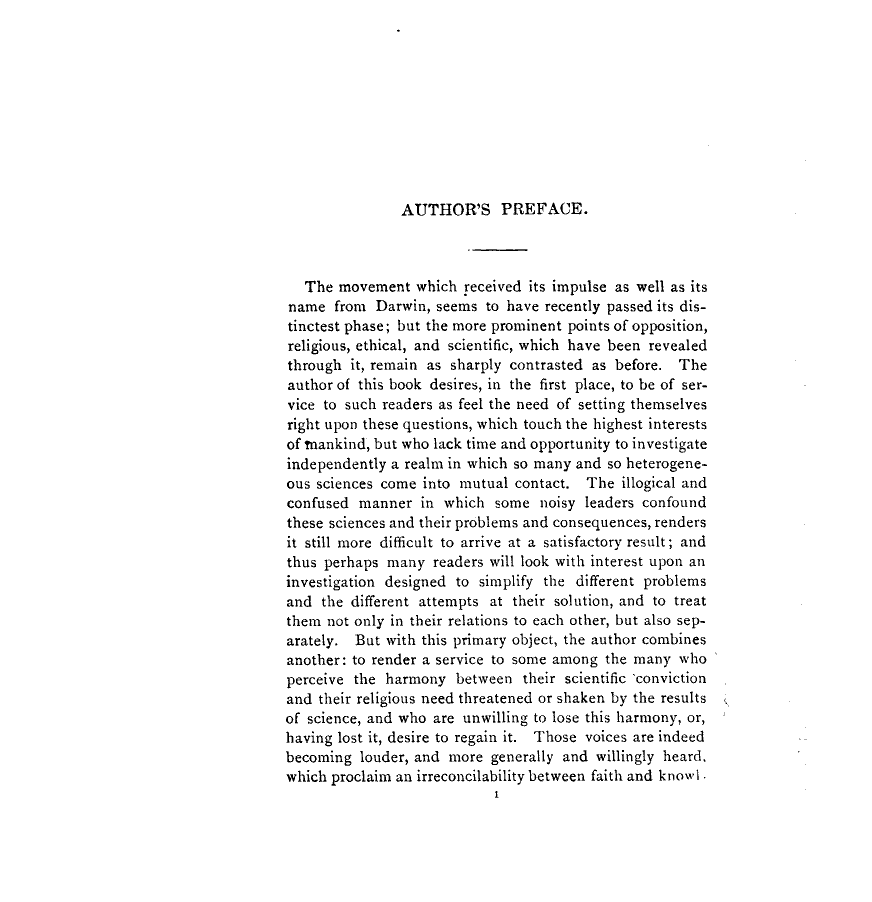 AUTHOR'S PREFACE.
The movement which received its impulse as well as its
name from Darwin, seems to have recently passed its dis-
tinctest phase; but the more prominent points of opposition,
religious, ethical, and scientific, which have been revealed
through it, remain as sharply contrasted as before. The
author of this book desires, in the first place, to be of ser-
vice to such readers as feel the need of setting themselves
right upon these questions, which touch the highest interests
of mankind, but who lack time and opportunity to investigate
independently a realm in which so many and so heterogene-
ous sciences come into mutual contact. The illogical and
confused manner in which some noisy leaders confound
these sciences and their problems and consequences, renders
it still more difficult to arrive at a satisfactory result; and
thus perhaps many readers will look with interest upon an
investigation designed to simplify the different problems
and the different attempts at their solution, and to treat
them not only in their relations to each other, but also sep-
arately. But with this primary object, the author combines
another: to render a service to some among the many who
perceive the harmony between their scientific conviction
and their religious need threatened or shaken by the results
of science, and who are unwilling to lose this harmony, or,
having lost it, desire to regain it. Those voices are indeed
becoming louder, and more generally and willingly heard,
which proclaim an irreconcilability between faith and knowl-
1